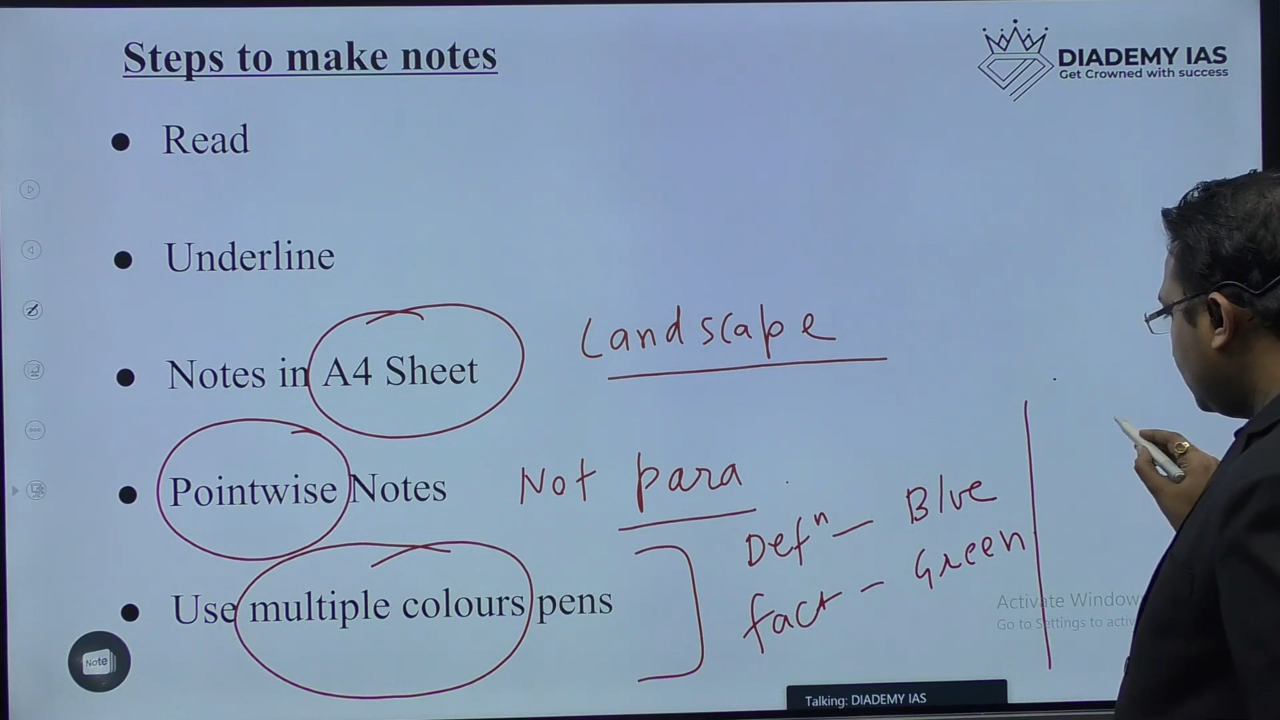 Steps to make notes
DIADEMY IAS
Get Crowned with success
Read
Underline
Notes in A4 Sheet
Landscape
Pointwise Notes
Not para
Use multiple colours pens
Defⁿ — Blue
fact — Green
Activate Window
Go to Settings to activ
Note
Talking: DIADEMY IAS